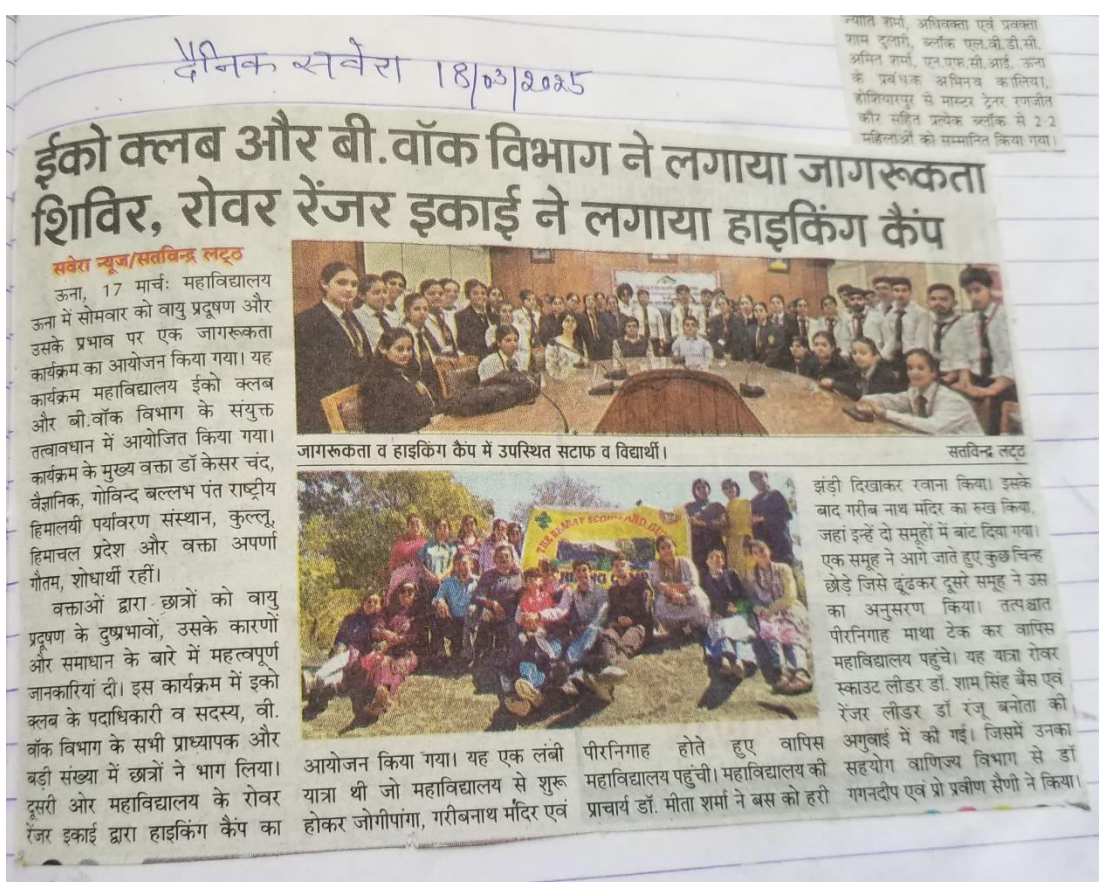 दैनिक सवेरा 18/03/2025
ज्योति शर्मा, अधिवक्ता एवं प्रवक्ता
शाम दुलारी, ब्लॉक एल.वी.डी.सी.
अमित शर्मा, एन.एफ.सी.आई. ऊना
के प्रबंधक अभिनव कालिया,
होशियारपुर से मास्टर ट्रेनर रणजीत
कौर सहित प्रत्येक ब्लॉक से 2-2
महिलाओं को सम्मानित किया गया।
ईको क्लब और बी.वॉक विभाग ने लगाया जागरूकता
शिविर, रोवर रेंजर इकाई ने लगाया हाइकिंग कैंप
सवेरा न्यूज/सतविन्द्र लट्ठ
ऊना, 17 मार्चः महाविद्यालय
ऊना में सोमवार को वायु प्रदूषण और
उसके प्रभाव पर एक जागरूकता
कार्यक्रम का आयोजन किया गया। यह
कार्यक्रम महाविद्यालय ईको क्लब
और बी.वॉक विभाग के संयुक्त
तत्वावधान में आयोजित किया गया।
कार्यक्रम के मुख्य वक्ता डॉ केसर चंद,
वैज्ञानिक, गोविन्द बल्लभ पंत राष्ट्रीय
हिमालयी पर्यावरण संस्थान, कुल्लू,
हिमाचल प्रदेश और वक्ता अपर्णा
गौतम, शोधार्थी रहीं।
वक्ताओं द्वारा छात्रों को वायु
प्रदूषण के दुष्प्रभावों, उसके कारणों
और समाधान के बारे में महत्वपूर्ण
जानकारियां दी। इस कार्यक्रम में इको
क्लब के पदाधिकारी व सदस्य, वी.
वॉक विभाग के सभी प्राध्यापक और
बड़ी संख्या में छात्रों ने भाग लिया।
दूसरी ओर महाविद्यालय के रोवर
रेंजर इकाई द्वारा हाइकिंग कैंप का
जागरूकता व हाइकिंग कैंप में उपस्थित सटाफ व विद्यार्थी।
सतविन्द्र लट्ठ
THE BHARAT SCOUTS AND
आयोजन किया गया। यह एक लंबी
यात्रा थी जो महाविद्यालय से शुरू
होकर जोगीपांगा, गरीबनाथ मंदिर एवं
पीरनिगाह होते हुए वापिस
महाविद्यालय पहुंची। महाविद्यालय की
प्राचार्य डॉ. मीता शर्मा ने बस को हरी
झंडी दिखाकर रवाना किया। इसके
बाद गरीब नाथ मंदिर का रुख किया,
जहां इन्हें दो समूहों में बांट दिया गया।
एक समूह ने आगे जाते हुए कुछ चिन्ह
छोड़े जिसे ढूंढकर दूसरे समूह ने उस
का अनुसरण किया। तत्पश्चात
पीरनिगाह माथा टेक कर वापिस
महाविद्यालय पहुंचे। यह यात्रा रोवर
स्काउट लीडर डॉ. शाम सिंह बैंस एवं
रेंजर लीडर डॉ रंजू बनोता की
अगुवाई में की गई। जिसमें उनका
सहयोग वाणिज्य विभाग से डॉ
गगनदीप एवं प्रो प्रवीण सैणी ने किया।